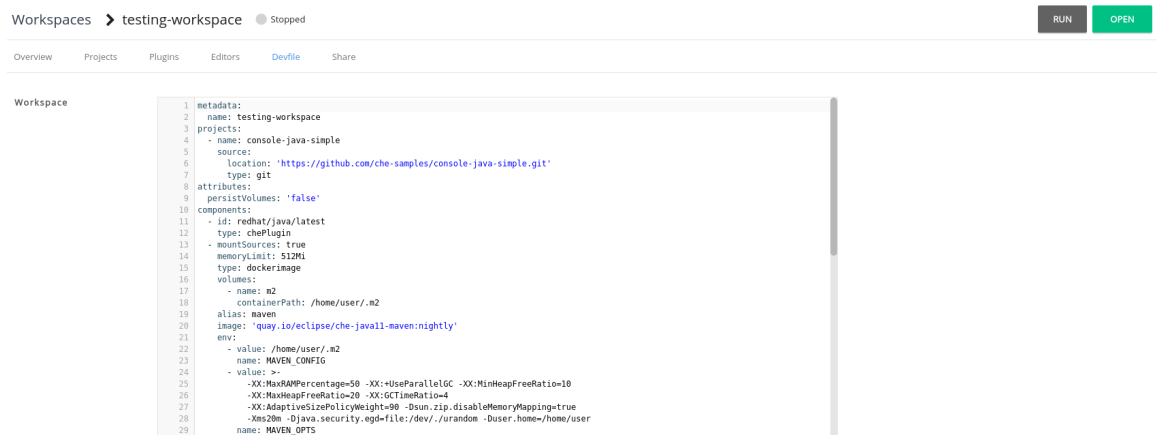 Workspaces > testing-workspace Stopped RUN OPEN
Overview Projects Plugins Editors Devfile Share
Workspace
1 metadata:
2   name: testing-workspace
3 projects:
4   - name: console-java-simple
5     source:
6       location: 'https://github.com/che-samples/console-java-simple.git'
7       type: git
8 attributes:
9   persistVolumes: 'false'
10 components:
11   - id: redhat/java/latest
12     type: chePlugin
13   - mountSources: true
14     memoryLimit: 512Mi
15     type: dockerimage
16     volumes:
17       - name: m2
18         containerPath: /home/user/.m2
19     alias: maven
20     image: 'quay.io/eclipse/che-java11-maven:nightly'
21     env:
22       - value: /home/user/.m2
23         name: MAVEN_CONFIG
24       - value: >-
25           -XX:MaxRAMPercentage=50 -XX:+UseParallelGC -XX:MinHeapFreeRatio=10
26           -XX:MaxHeapFreeRatio=20 -XX:GCTimeRatio=4
27           -XX:AdaptiveSizePolicyWeight=90 -Dsun.zip.disableMemoryMapping=true
28           -Xms20m -Djava.security.egd=file:/dev/./urandom -Duser.home=/home/user
29         name: MAVEN_OPTS